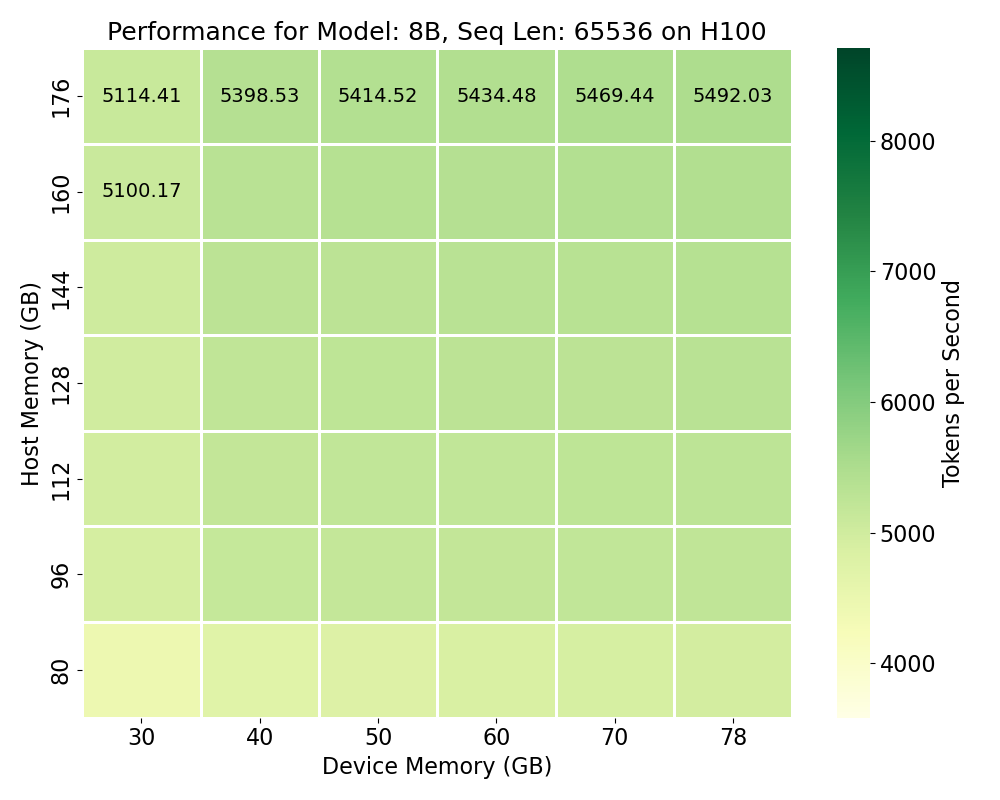 Performance for Model: 8B, Seq Len: 65536 on H100
176
5114.41 5398.53 5414.52 5434.48 5469.44 5492.03
160
5100.17
144
128
112
96
80
Host Memory (GB)
30 40 50 60 70 78
Device Memory (GB)
8000
7000
6000
5000
4000
Tokens per Second